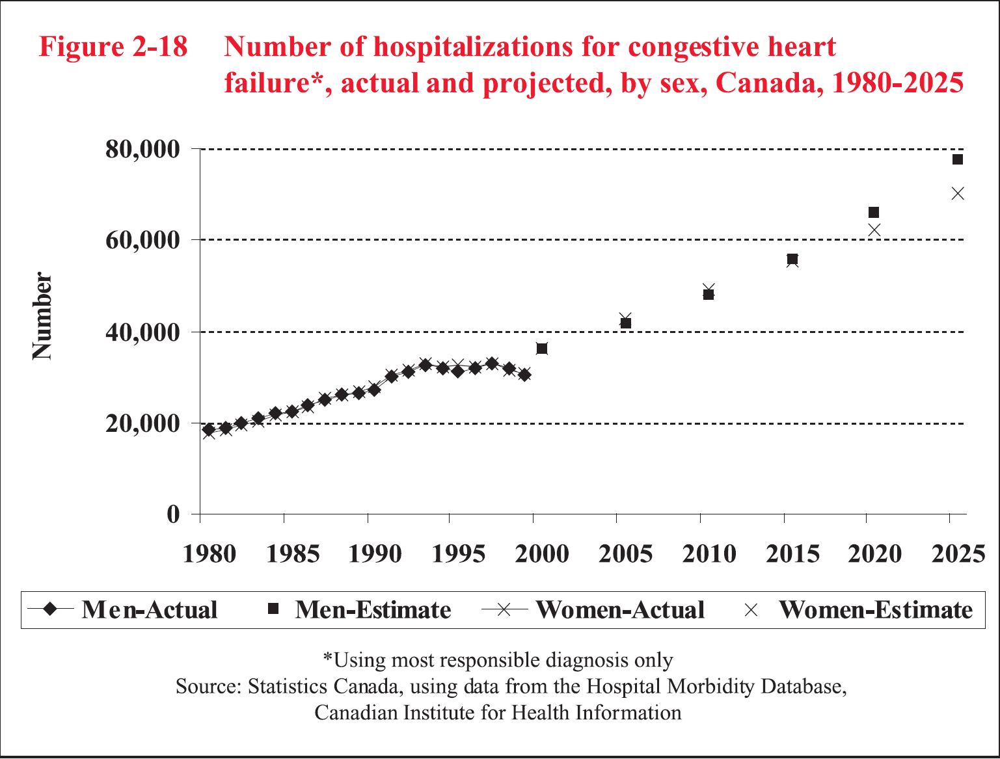 Figure 2-18 Number of hospitalizations for congestive heart
failure*, actual and projected, by sex, Canada, 1980-2025
80,000
60,000
40,000
20,000
0
Number
1980 1985 1990 1995 2000 2005 2010 2015 2020 2025
Men-Actual Men-Estimate Women-Actual Women-Estimate
*Using most responsible diagnosis only
Source: Statistics Canada, using data from the Hospital Morbidity Database,
Canadian Institute for Health Information